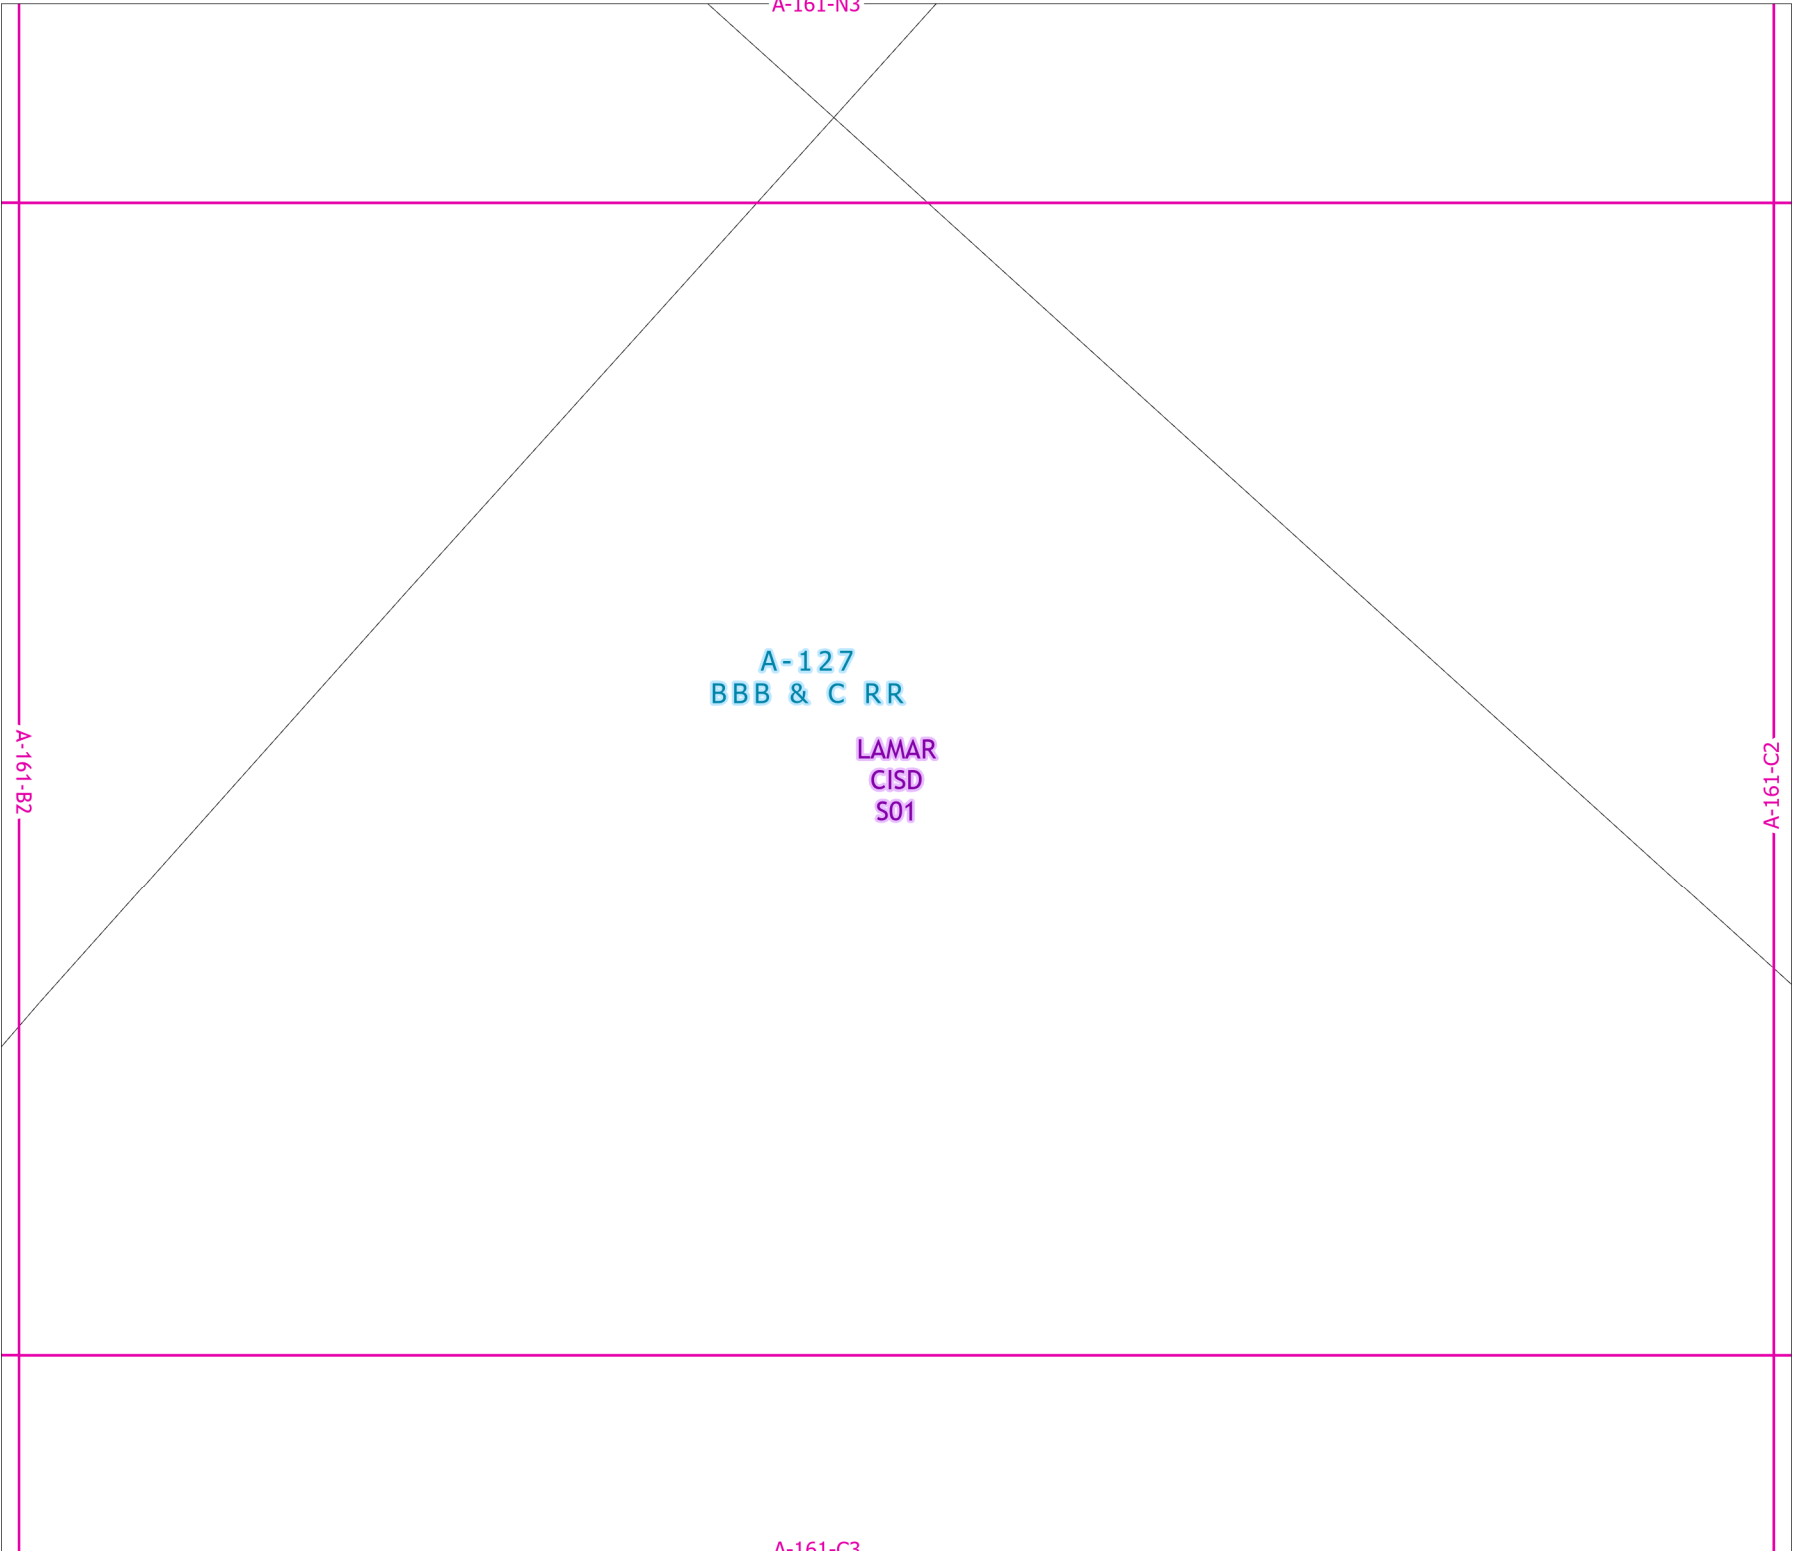 A-161-N3
A-127
BBB & C RR
LAMAR
CISD
S01
A-161-B2
A-161-C2
A-161-C3